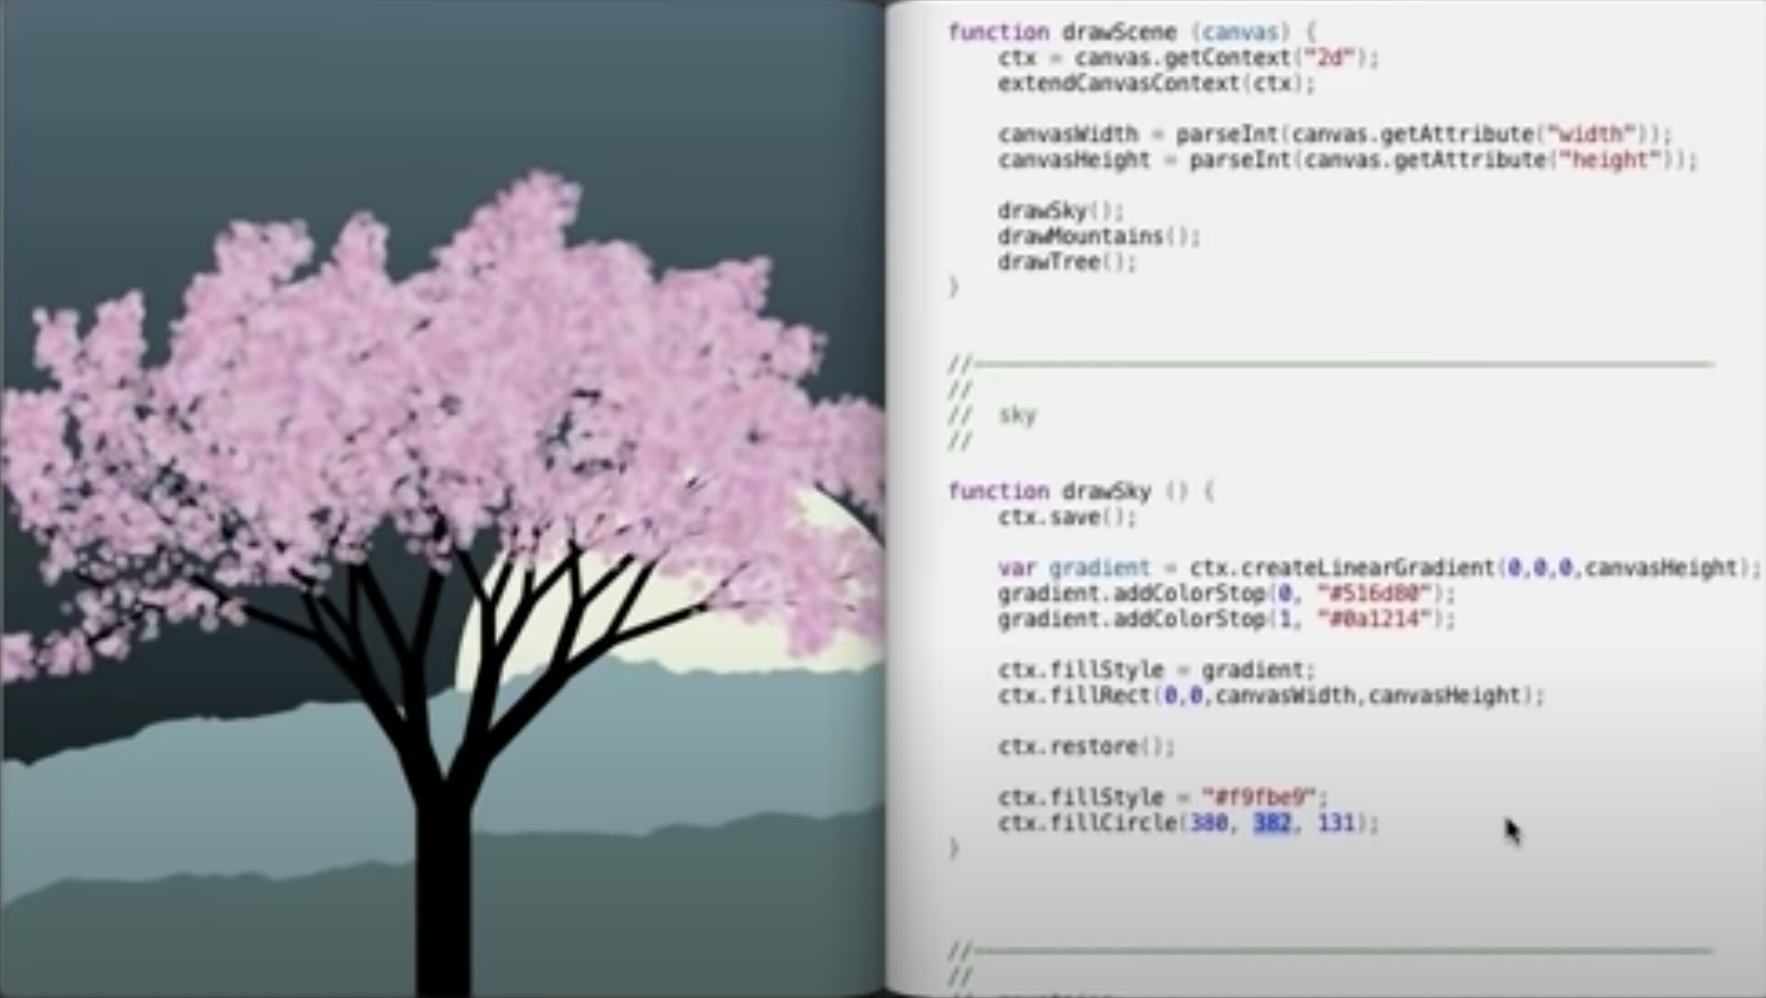 function drawScene (canvas) {
    ctx = canvas.getContext("2d");
    extendCanvasContext(ctx);

    canvasWidth = parseInt(canvas.getAttribute("width"));
    canvasHeight = parseInt(canvas.getAttribute("height"));

    drawSky();
    drawMountains();
    drawTree();
}

//
//
//  sky
//

function drawSky () {
    ctx.save();

    var gradient = ctx.createLinearGradient(0,0,0,canvasHeight);
    gradient.addColorStop(0, "#516d80");
    gradient.addColorStop(1, "#0a1214");

    ctx.fillStyle = gradient;
    ctx.fillRect(0,0,canvasWidth,canvasHeight);

    ctx.restore();

    ctx.fillStyle = "#f9fbe9";
    ctx.fillCircle(380, 382, 131);
}

//
//
//